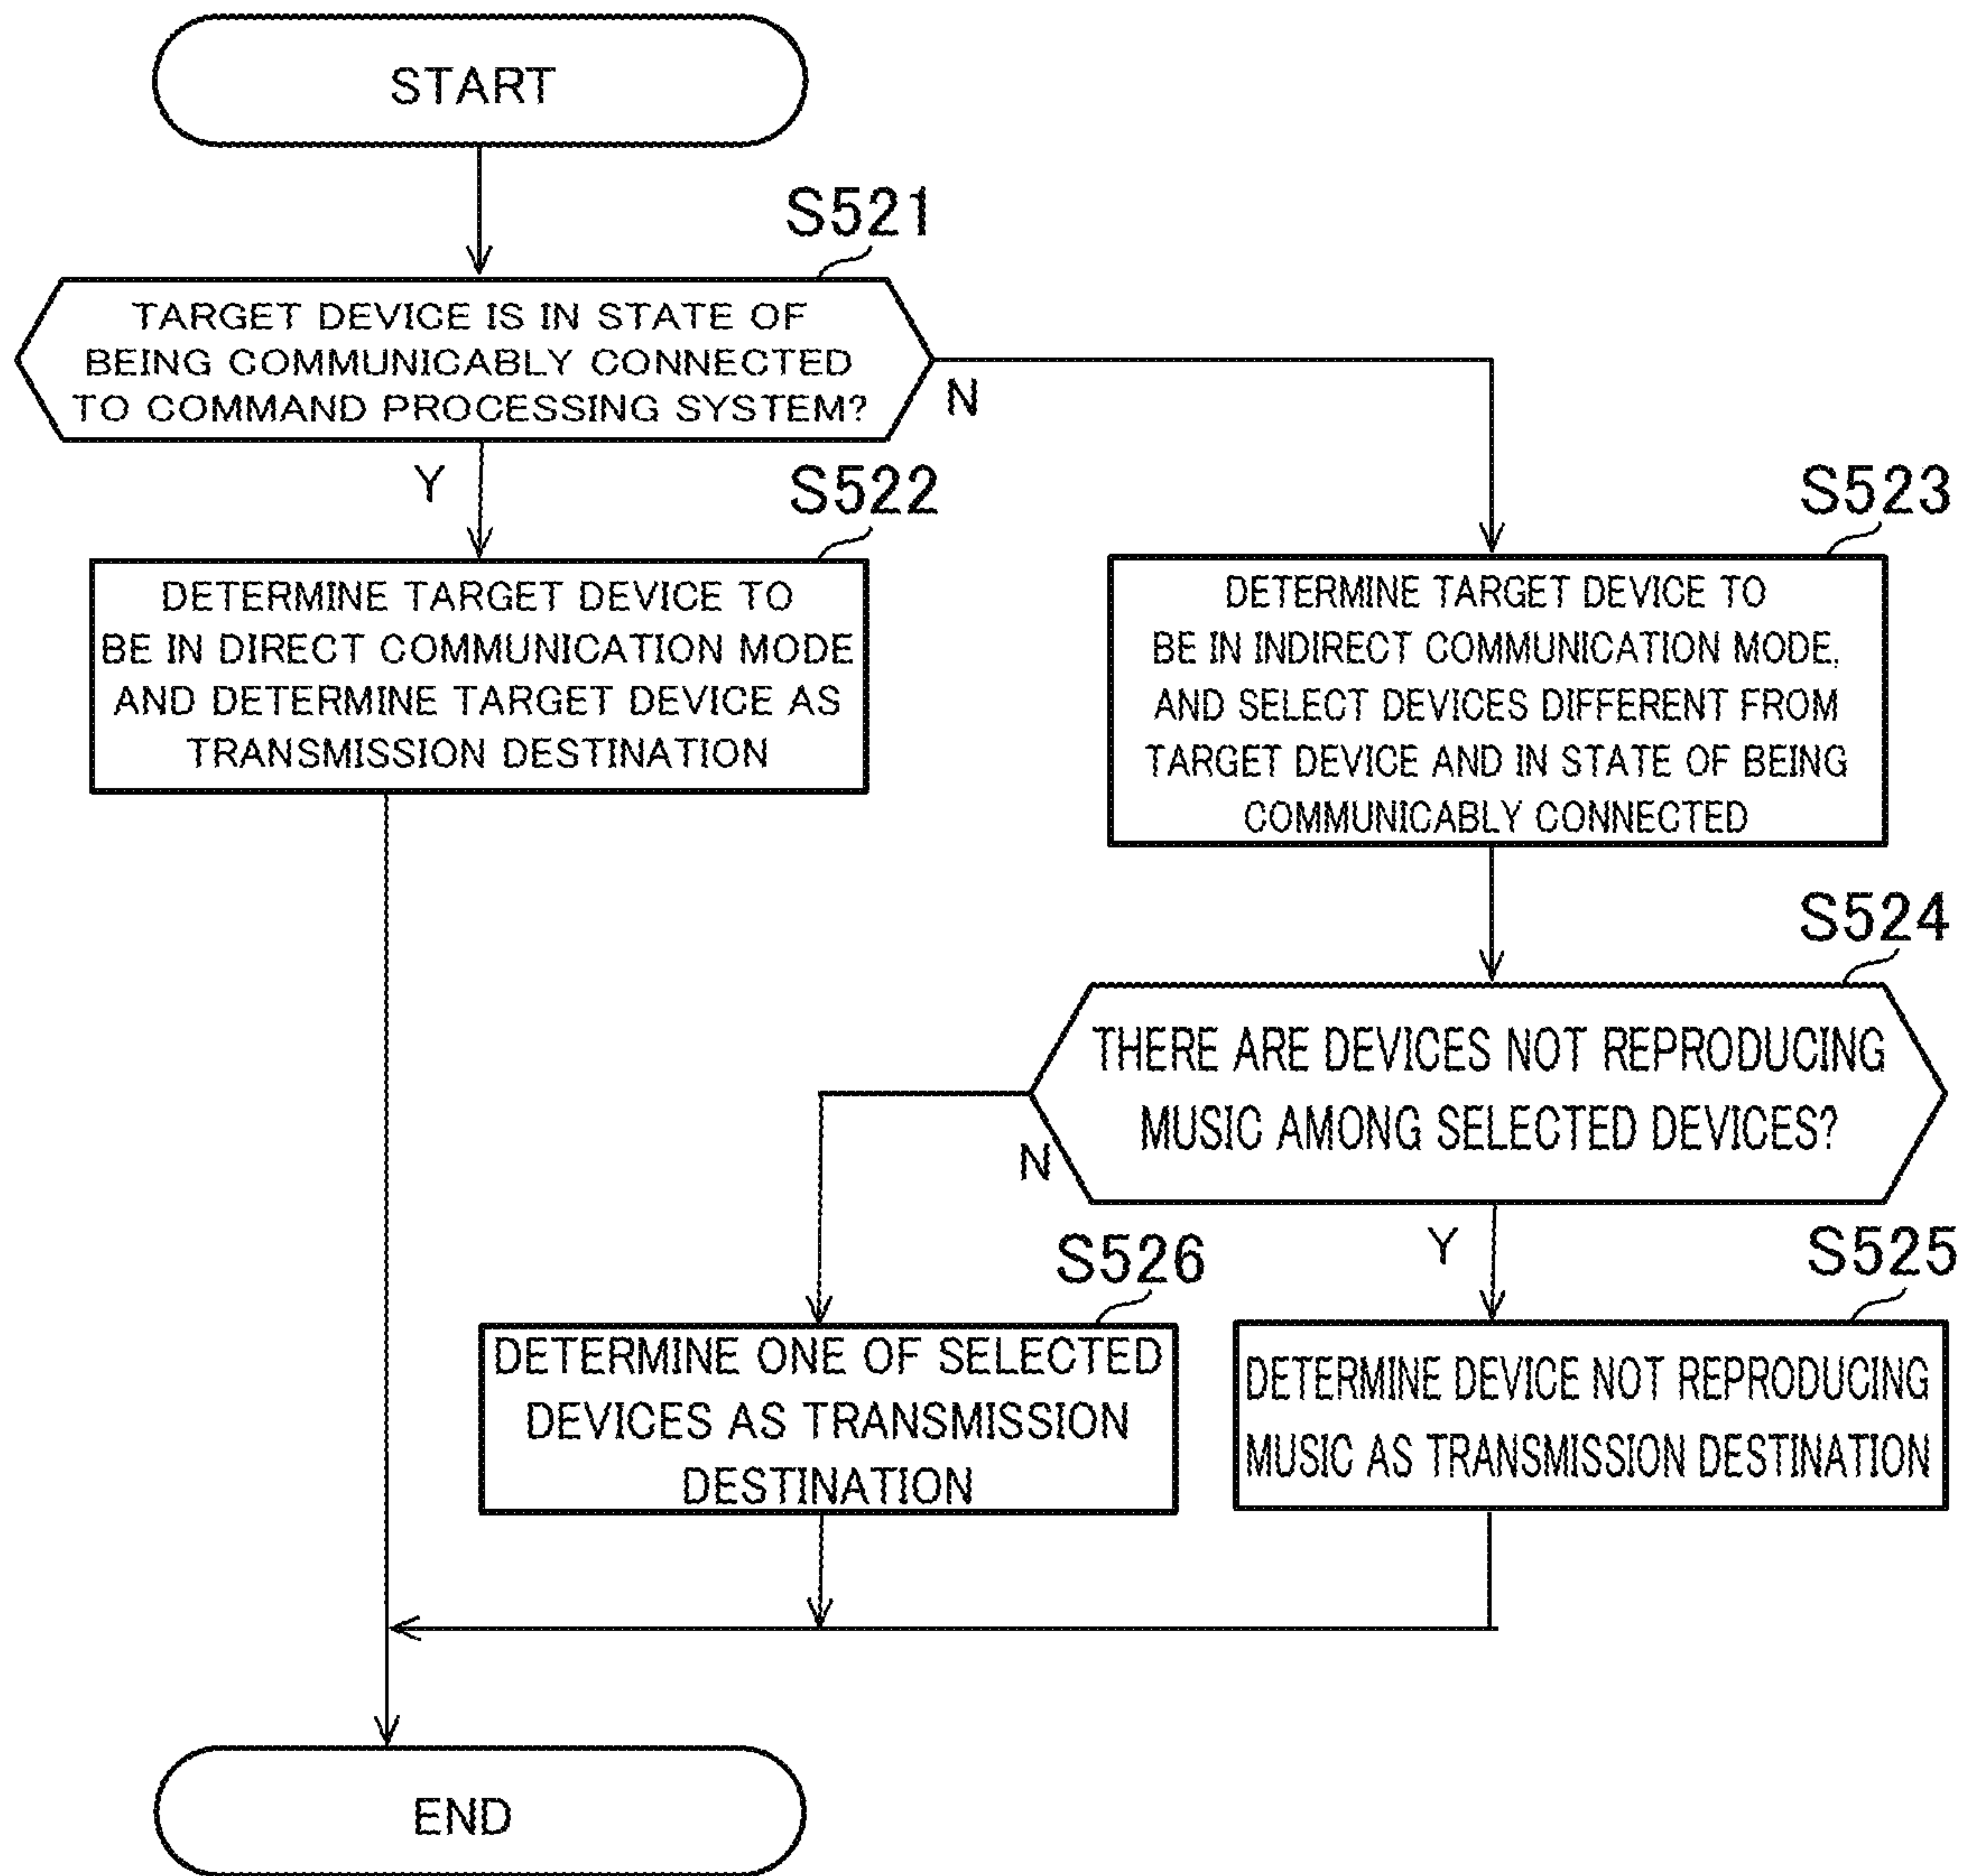 START
S521
TARGET DEVICE IS IN STATE OF
BEING COMMUNICABLY CONNECTED
TO COMMAND PROCESSING SYSTEM?
N
Y
S522
DETERMINE TARGET DEVICE TO
BE IN DIRECT COMMUNICATION MODE
AND DETERMINE TARGET DEVICE AS
TRANSMISSION DESTINATION
S523
DETERMINE TARGET DEVICE TO
BE IN INDIRECT COMMUNICATION MODE,
AND SELECT DEVICES DIFFERENT FROM
TARGET DEVICE AND IN STATE OF BEING
COMMUNICABLY CONNECTED
S524
THERE ARE DEVICES NOT REPRODUCING
MUSIC AMONG SELECTED DEVICES?
N
Y
S526
DETERMINE ONE OF SELECTED
DEVICES AS TRANSMISSION
DESTINATION
S525
DETERMINE DEVICE NOT REPRODUCING
MUSIC AS TRANSMISSION DESTINATION
END